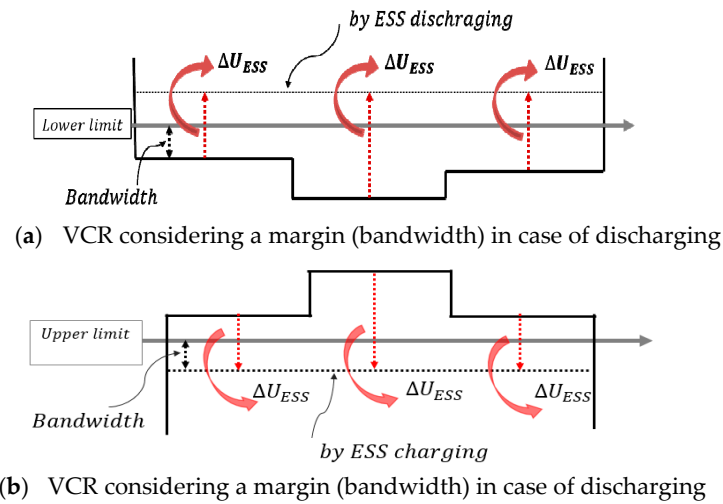 by ESS dischraging
ΔU_ESS ΔU_ESS ΔU_ESS
Lower limit
Bandwidth
(a) VCR considering a margin (bandwidth) in case of discharging
Upper limit
ΔU_ESS ΔU_ESS ΔU_ESS
Bandwidth
by ESS charging
(b) VCR considering a margin (bandwidth) in case of discharging